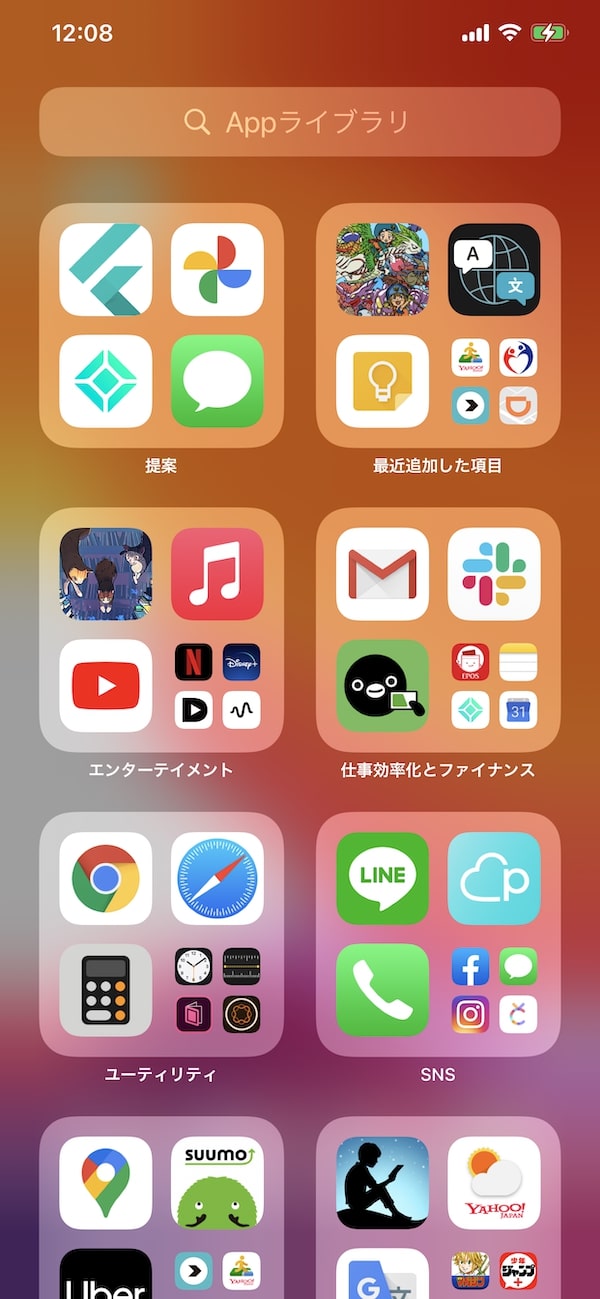 12:08
Appライブラリ
A
文
YAHOO!
提案
最近追加した項目
N
Disney+
EPOS
31
エンターテイメント
仕事効率化とファイナンス
LINE
p
f
ユーティリティ
SNS
suumo
YAHOO!
JAPAN
Uber
YAHOO!
G
文
少年
ジャンプ
+